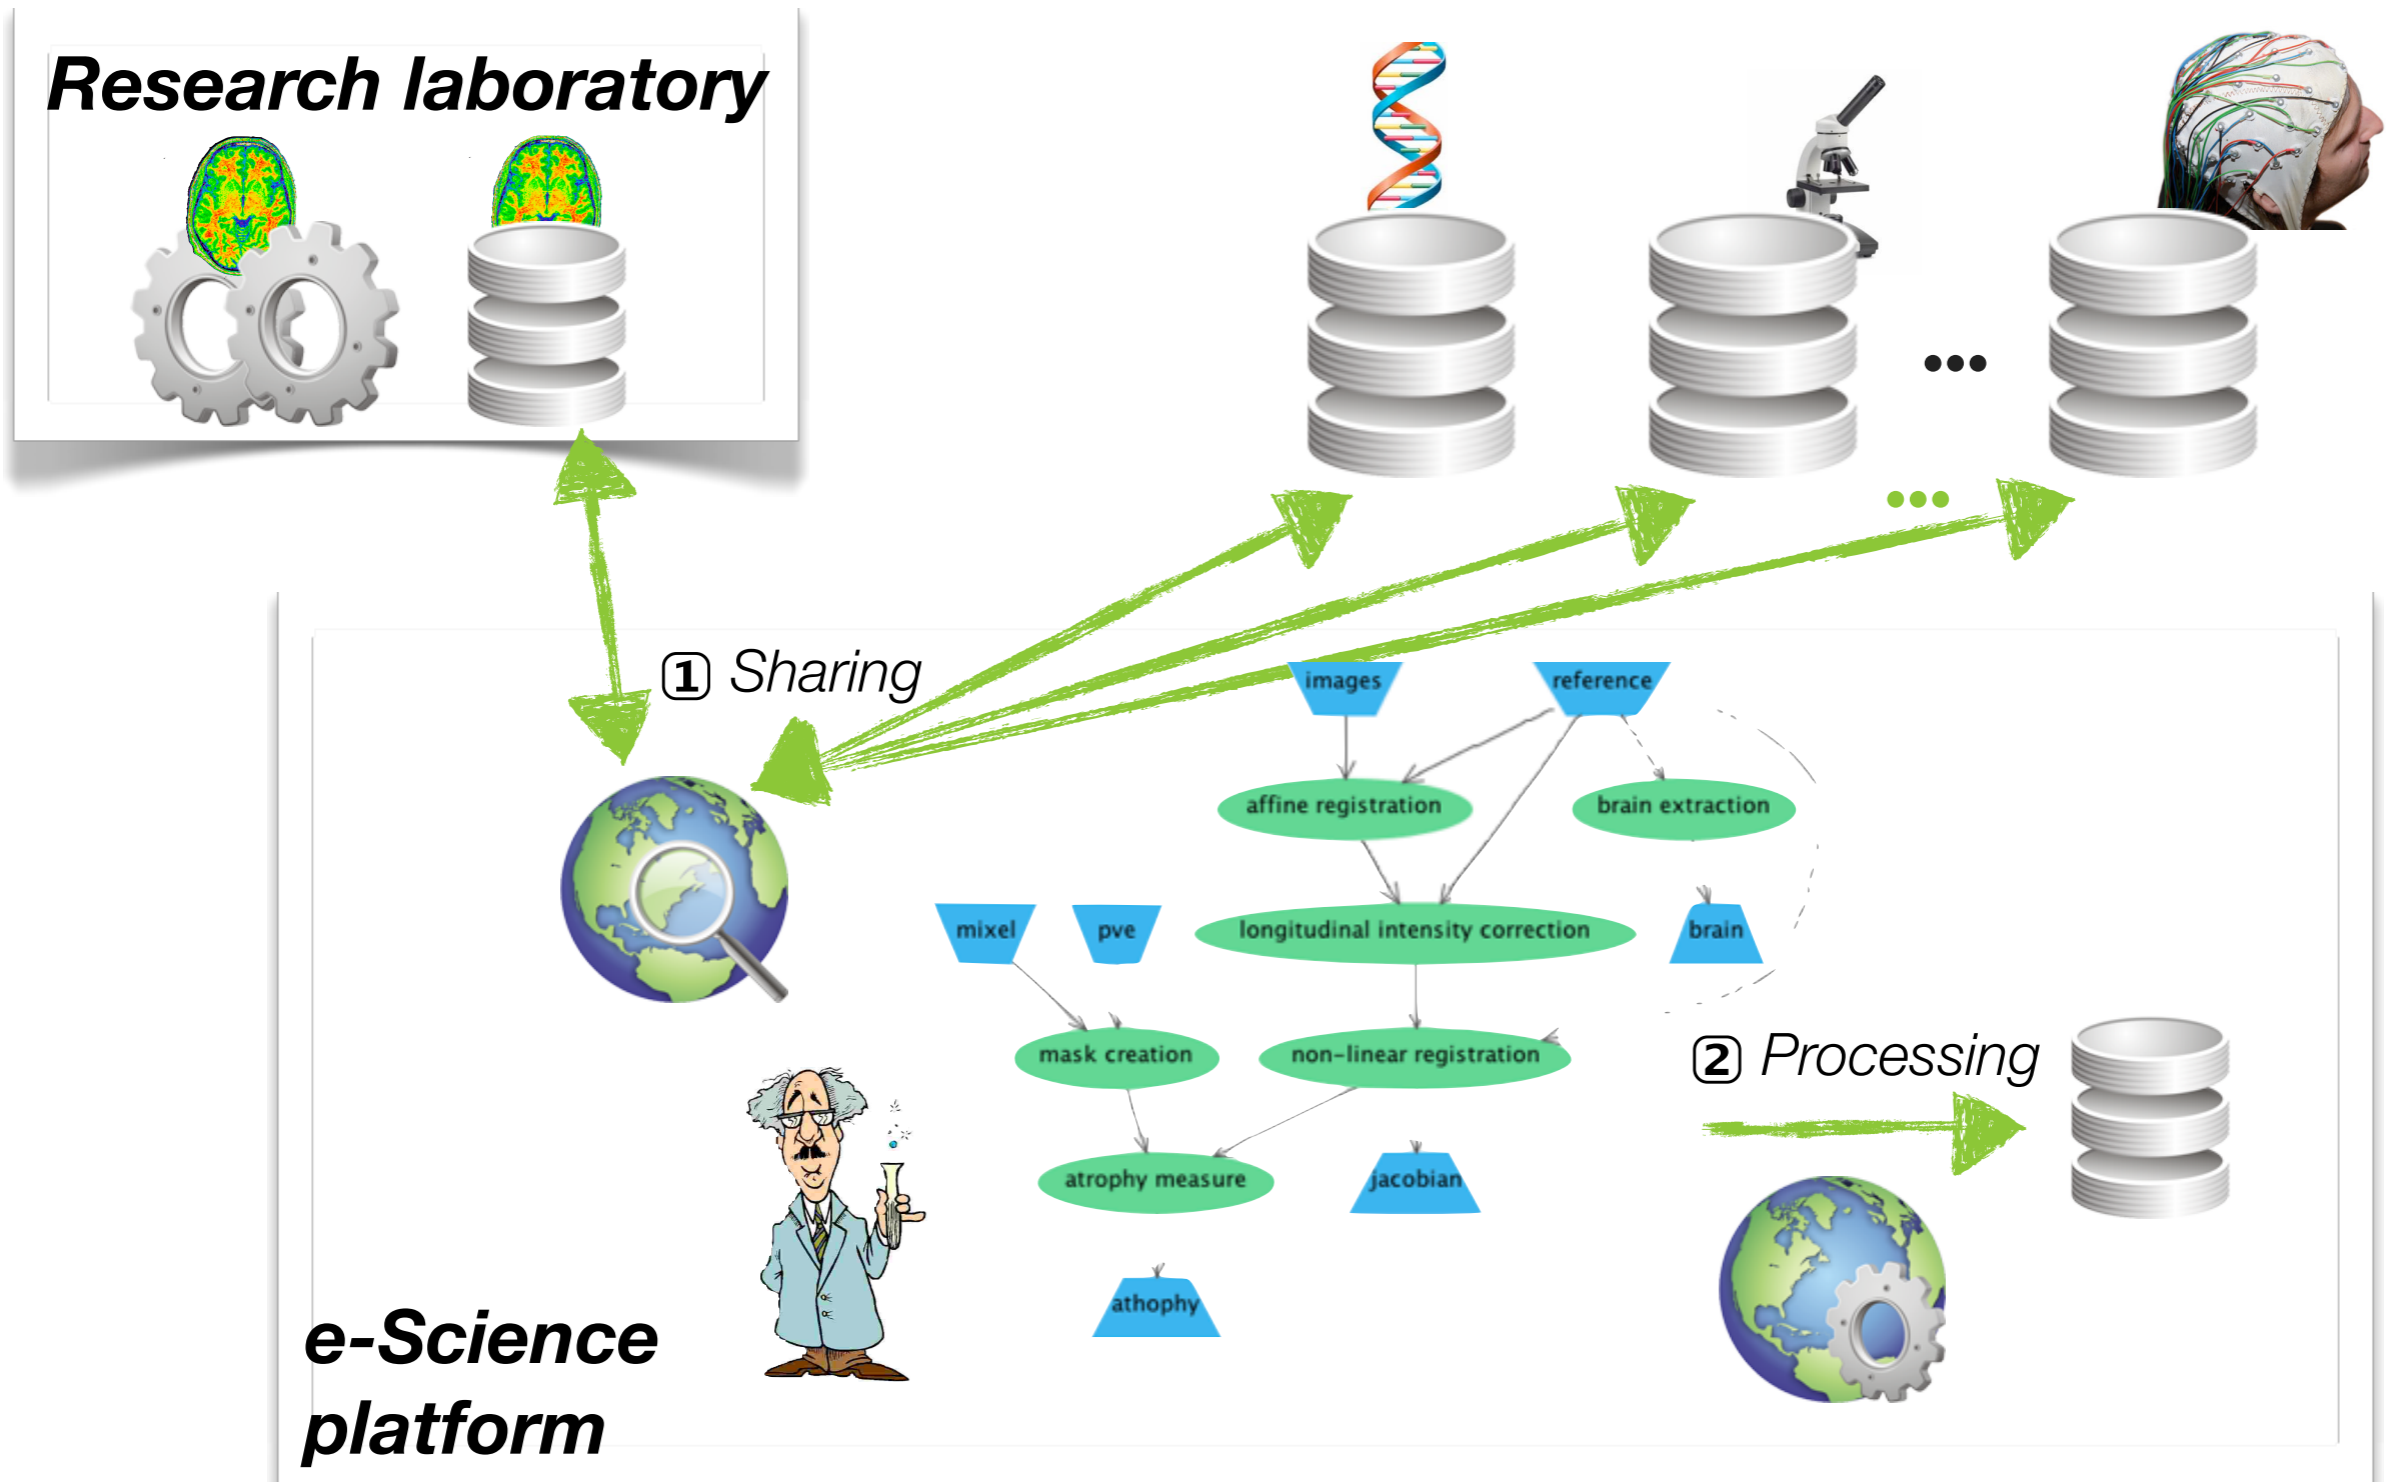 Research laboratory
1 Sharing
images
reference
affine registration
brain extraction
mixel
pve
longitudinal intensity correction
brain
mask creation
non-linear registration
2 Processing
atrophy measure
jacobian
athophy
e-Science
platform